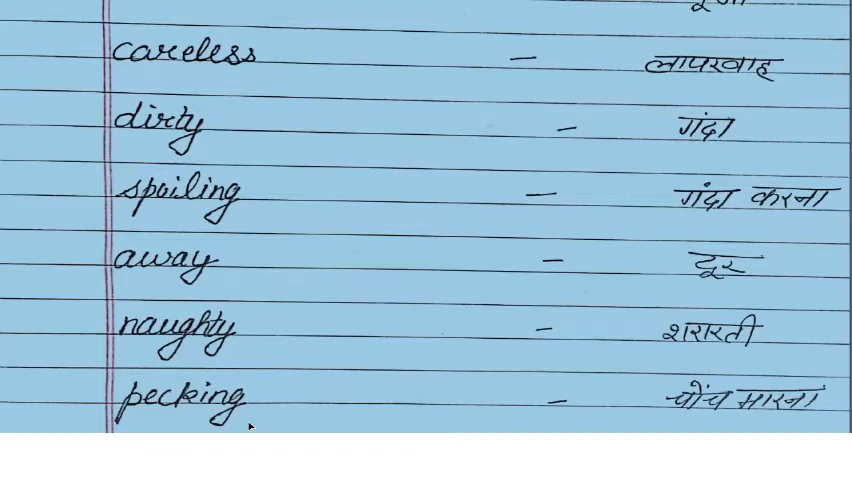 careless - लापरवाह
dirty - गंदा
spoiling - गंदा करना
away - दूर
naughty - शरारती
pecking - चोंच मारना